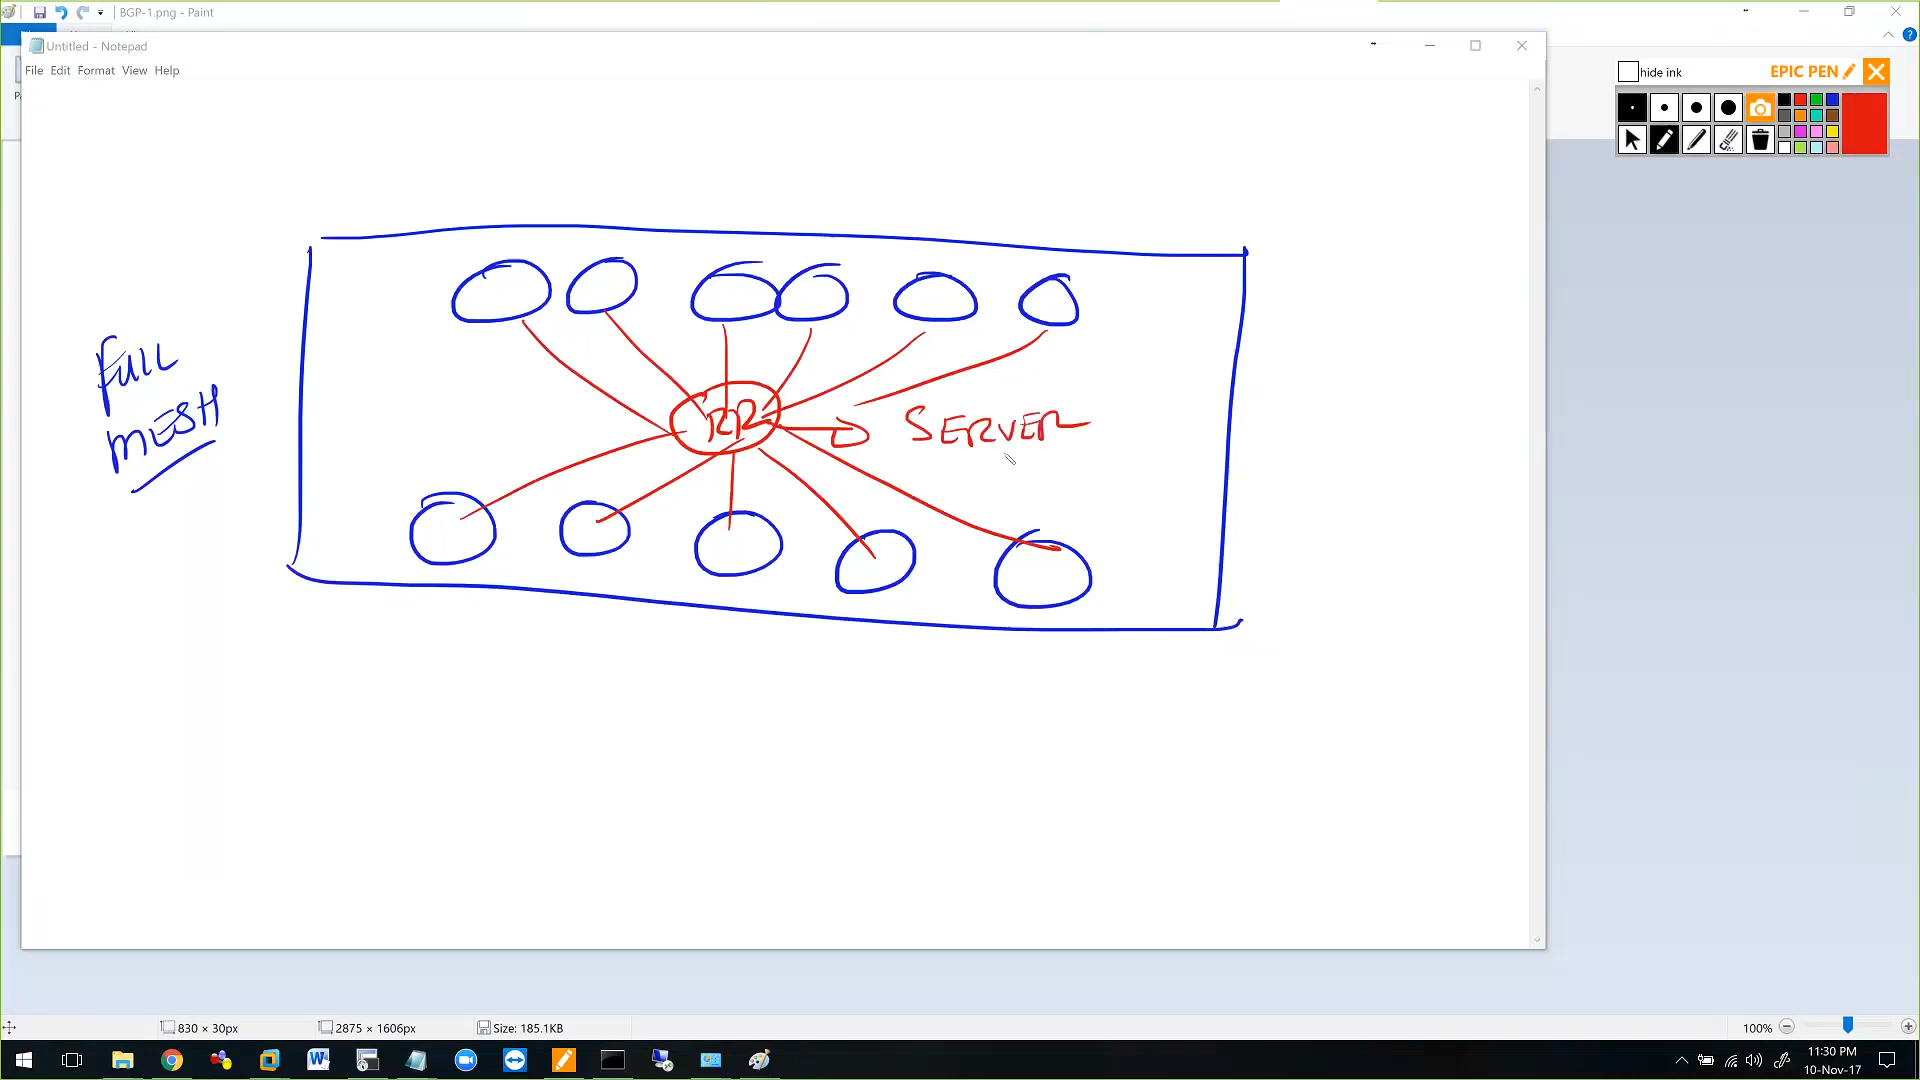 BGP-1.png - Paint
Untitled - Notepad
File Edit Format View Help
hide ink
EPIC PEN
FULL
MESH
RR
SERVER
830 × 30px
2875 × 1606px
Size: 185.1KB
100%
11:30 PM
10-Nov-17